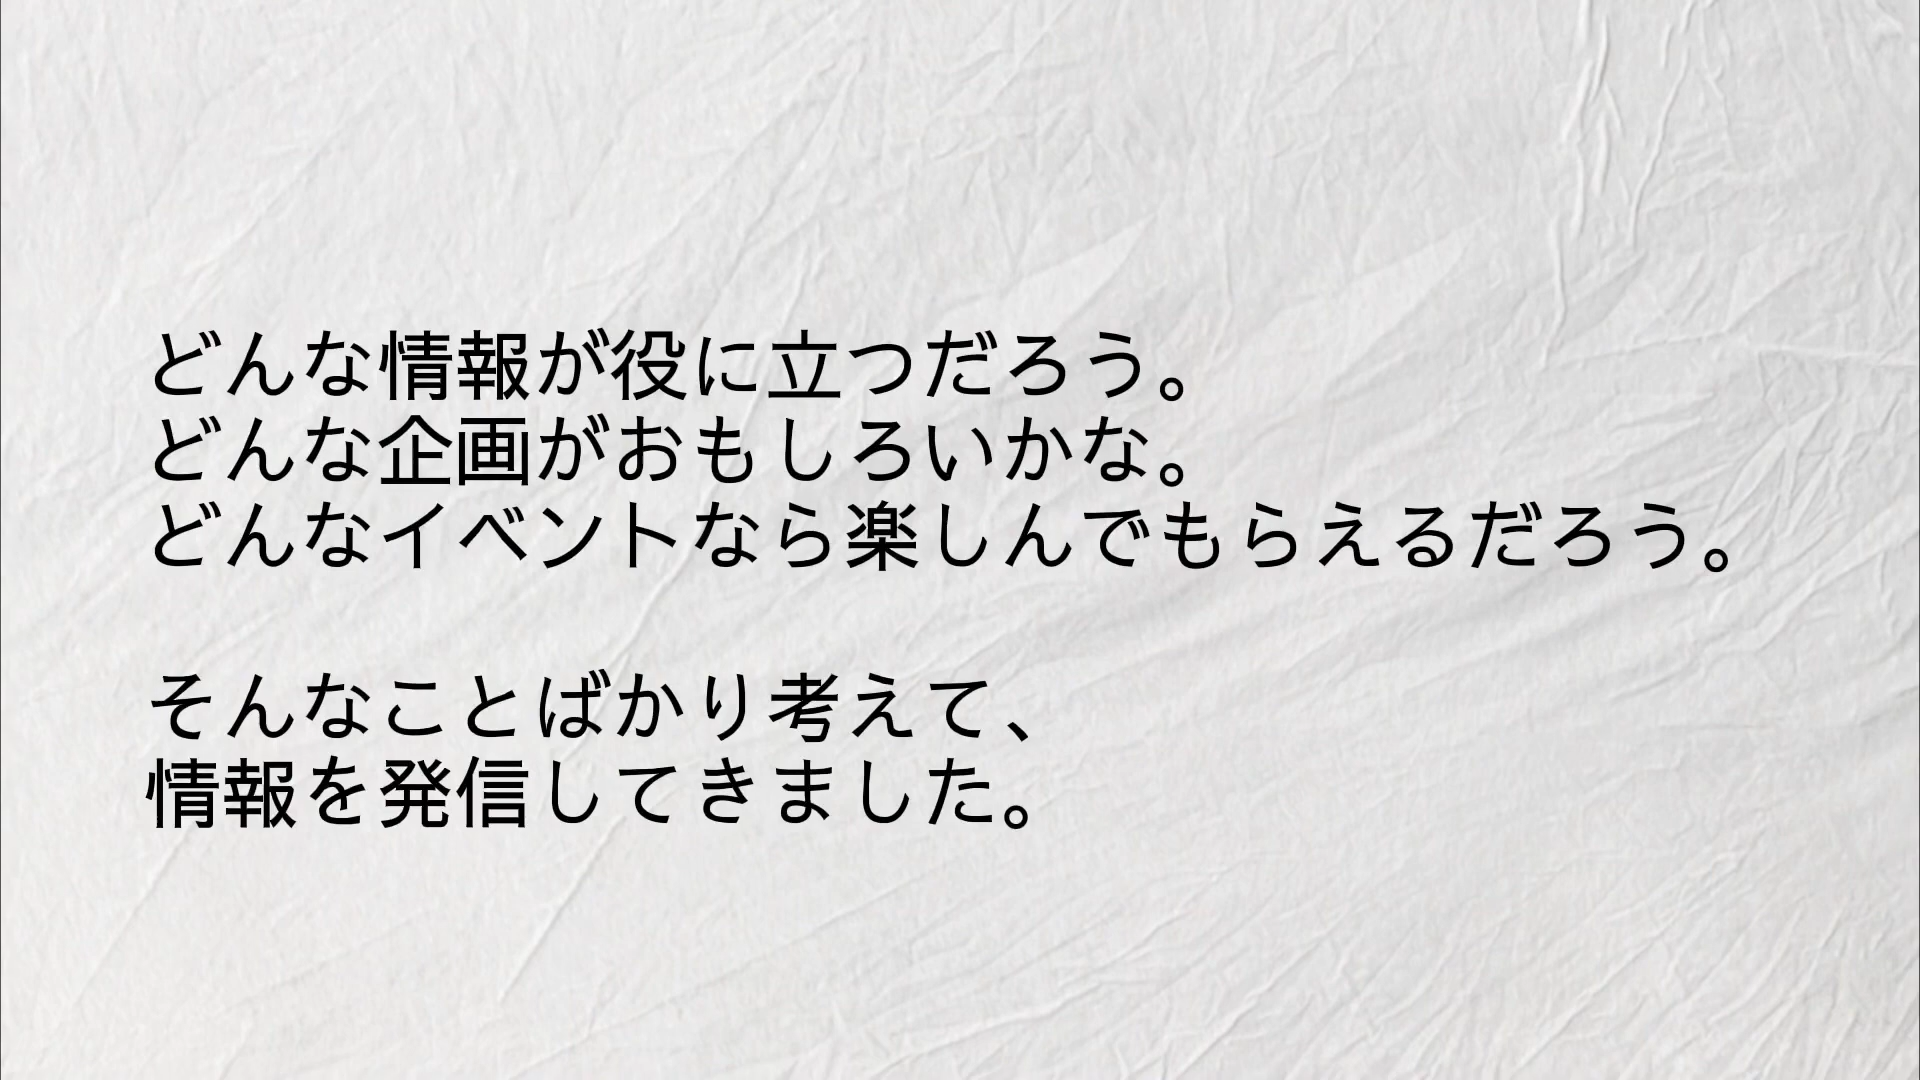 どんな情報が役に立つだろう。
どんな企画がおもしろいかな。
どんなイベントなら楽しんでもらえるだろう。
そんなことばかり考えて、
情報を発信してきました。